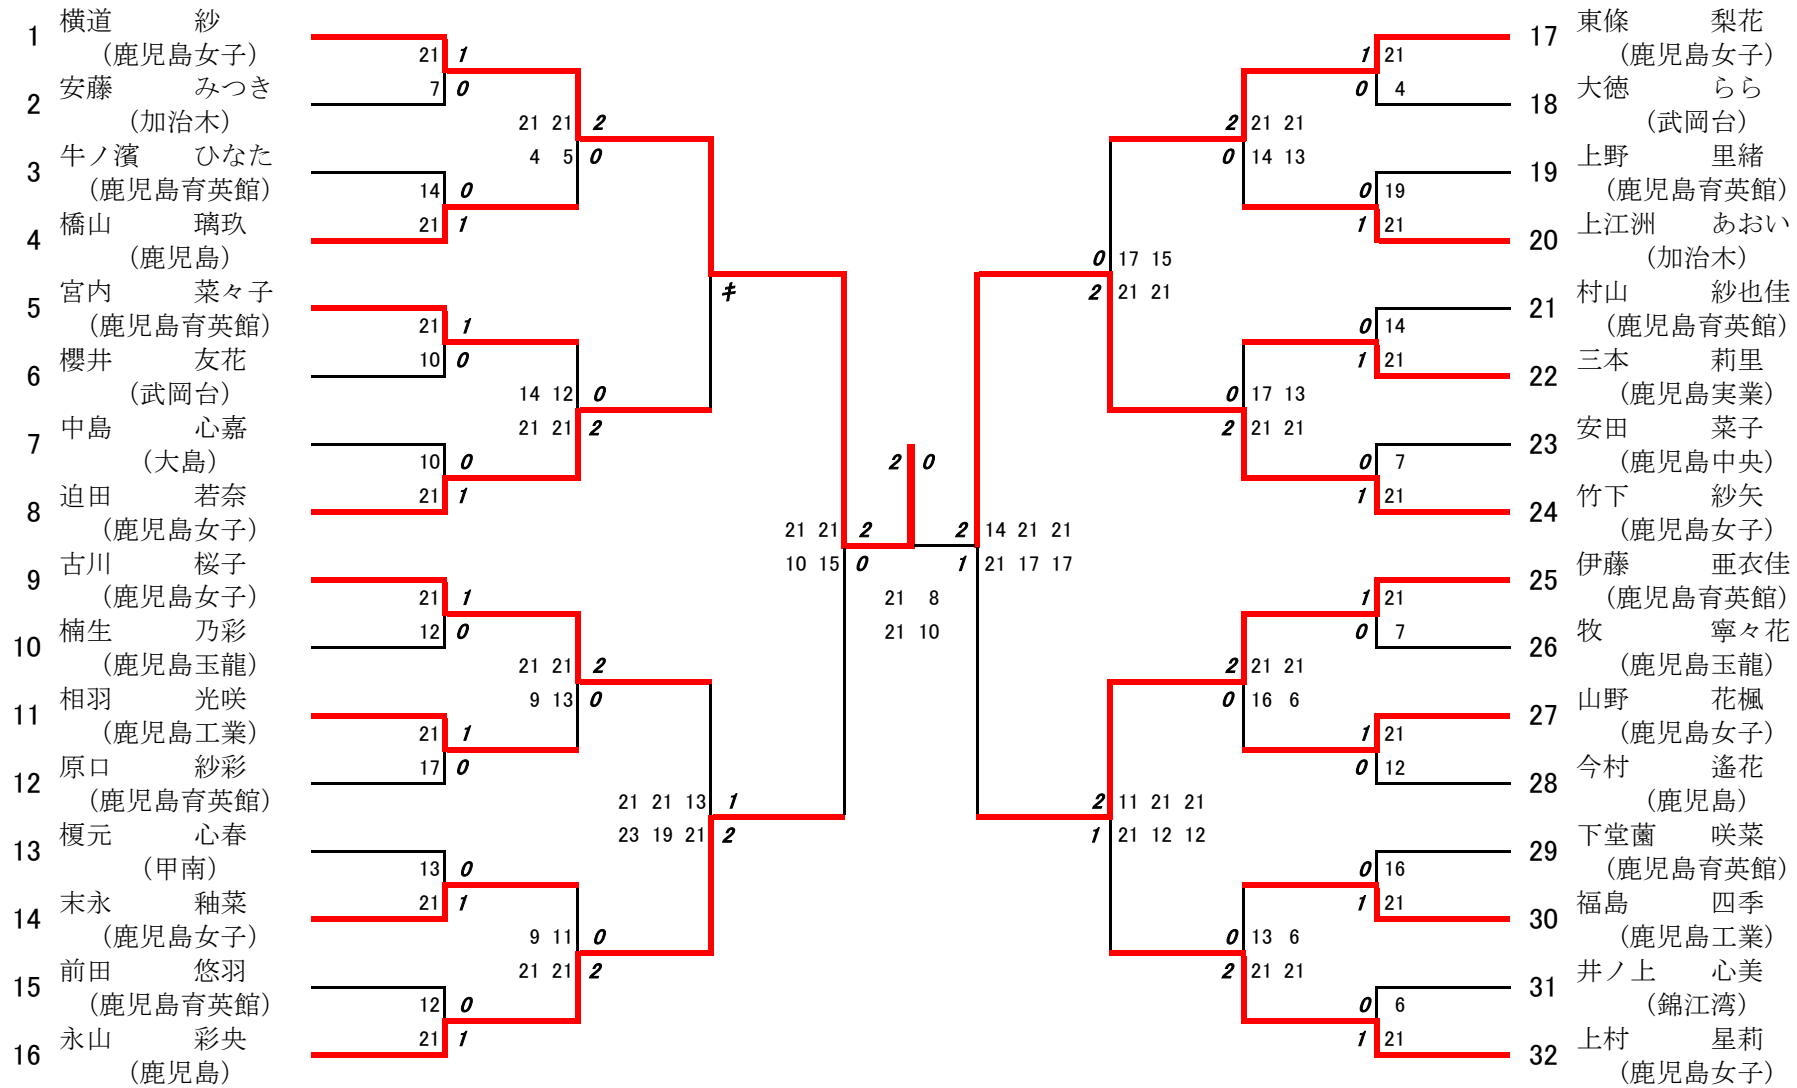 1 横道 紗
(鹿児島女子)
2 安藤 みつき
(加治木)
3 牛ノ濱 ひなた
(鹿児島育英館)
4 橋山 璃玖
(鹿児島)
5 宮内 菜々子
(鹿児島育英館)
6 櫻井 友花
(武岡台)
7 中島 心嘉
(大島)
8 迫田 若奈
(鹿児島女子)
9 古川 桜子
(鹿児島女子)
10 楠生 乃彩
(鹿児島玉龍)
11 相羽 光咲
(鹿児島工業)
12 原口 紗彩
(鹿児島育英館)
13 榎元 心春
(甲南)
14 末永 釉菜
(鹿児島女子)
15 前田 悠羽
(鹿児島育英館)
16 永山 彩央
(鹿児島)
21 1
7 0
14 0
21 1
21 1
10 0
10 0
21 1
21 1
12 0
21 1
17 0
13 0
21 1
12 0
21 1
21 21 2
4 5 0
14 12 0
21 21 2
21 21 2
9 13 0
9 11 0
21 21 2
キ
21 21 13 1
23 19 21 2
21 21 2
10 15 0
2 0
21 8
21 10
2 14 21 21
1 21 17 17
0 17 15
2 21 21
2 11 21 21
1 21 12 12
2 21 21
0 14 13
0 17 13
2 21 21
2 21 21
0 16 6
0 13 6
2 21 21
1 21
0 4
0 19
1 21
0 14
1 21
0 7
1 21
1 21
0 7
1 21
0 12
0 16
1 21
0 6
1 21
17 東條 梨花
(鹿児島女子)
18 大徳 らら
(武岡台)
19 上野 里緒
(鹿児島育英館)
20 上江洲 あおい
(加治木)
21 村山 紗也佳
(鹿児島育英館)
22 三本 莉里
(鹿児島実業)
23 安田 菜子
(鹿児島中央)
24 竹下 紗矢
(鹿児島女子)
25 伊藤 亜衣佳
(鹿児島育英館)
26 牧 寧々花
(鹿児島玉龍)
27 山野 花楓
(鹿児島女子)
28 今村 遙花
(鹿児島)
29 下堂薗 咲菜
(鹿児島育英館)
30 福島 四季
(鹿児島工業)
31 井ノ上 心美
(錦江湾)
32 上村 星莉
(鹿児島女子)